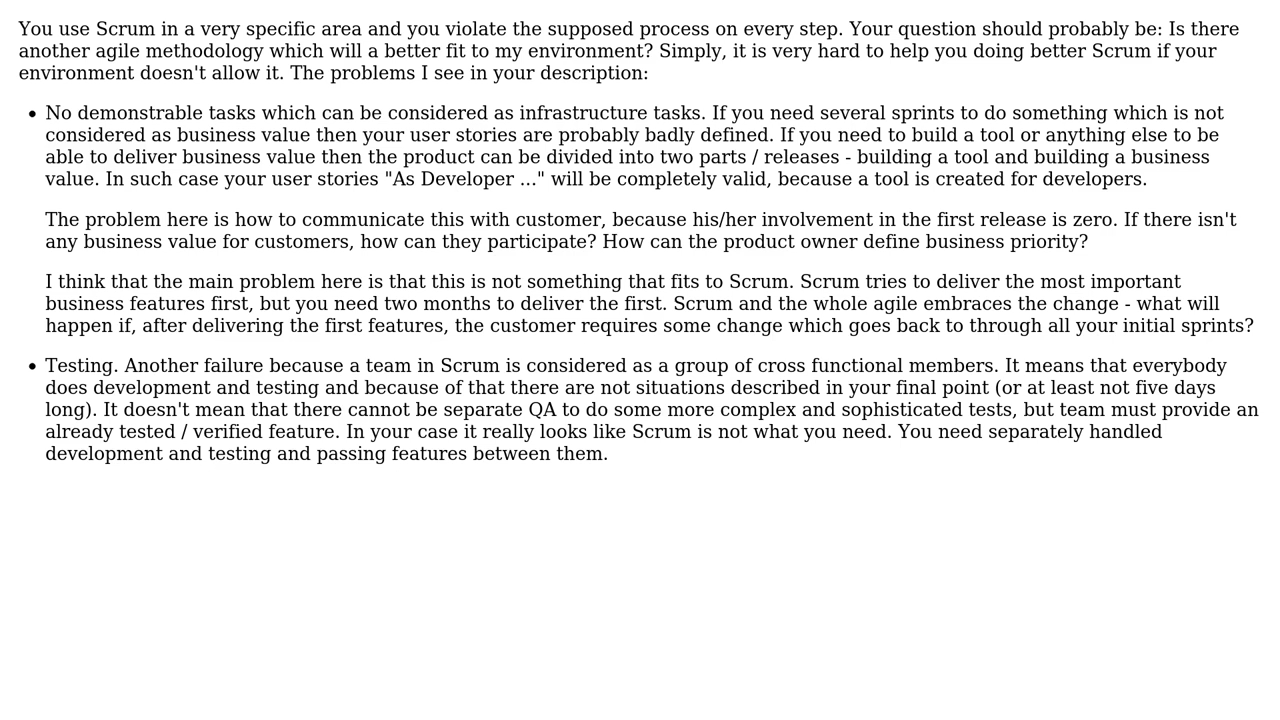 You use Scrum in a very specific area and you violate the supposed process on every step. Your question should probably be: Is there
another agile methodology which will a better fit to my environment? Simply, it is very hard to help you doing better Scrum if your
environment doesn't allow it. The problems I see in your description:
• No demonstrable tasks which can be considered as infrastructure tasks. If you need several sprints to do something which is not
considered as business value then your user stories are probably badly defined. If you need to build a tool or anything else to be
able to deliver business value then the product can be divided into two parts / releases - building a tool and building a business
value. In such case your user stories "As Developer ..." will be completely valid, because a tool is created for developers.
The problem here is how to communicate this with customer, because his/her involvement in the first release is zero. If there isn't
any business value for customers, how can they participate? How can the product owner define business priority?
I think that the main problem here is that this is not something that fits to Scrum. Scrum tries to deliver the most important
business features first, but you need two months to deliver the first. Scrum and the whole agile embraces the change - what will
happen if, after delivering the first features, the customer requires some change which goes back to through all your initial sprints?
• Testing. Another failure because a team in Scrum is considered as a group of cross functional members. It means that everybody
does development and testing and because of that there are not situations described in your final point (or at least not five days
long). It doesn't mean that there cannot be separate QA to do some more complex and sophisticated tests, but team must provide an
already tested / verified feature. In your case it really looks like Scrum is not what you need. You need separately handled
development and testing and passing features between them.